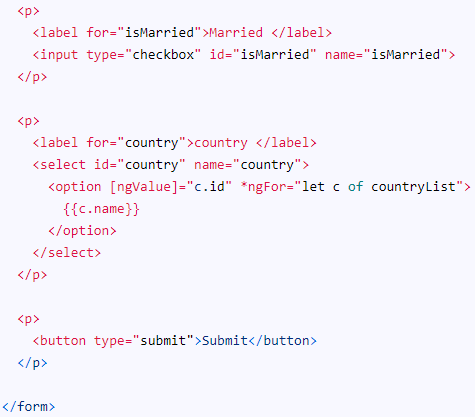 <p>
<label for="isMarried">Married </label>
<input type="checkbox" id="isMarried" name="isMarried">
</p>
<p>
<label for="country">country </label>
<select id="country" name="country">
<option [ngValue]="c.id" *ngFor="let c of countryList">
{{c.name}}
</option>
</select>
</p>
<p>
<button type="submit">Submit</button>
</p>
</form>